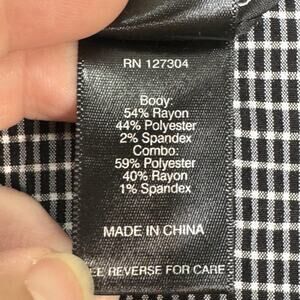 RN 127304
Body:
54% Rayon
44% Polyester
2% Spandex
Combo:
59% Polyester
40% Rayon
1% Spandex
MADE IN CHINA
REVERSE FOR CARE